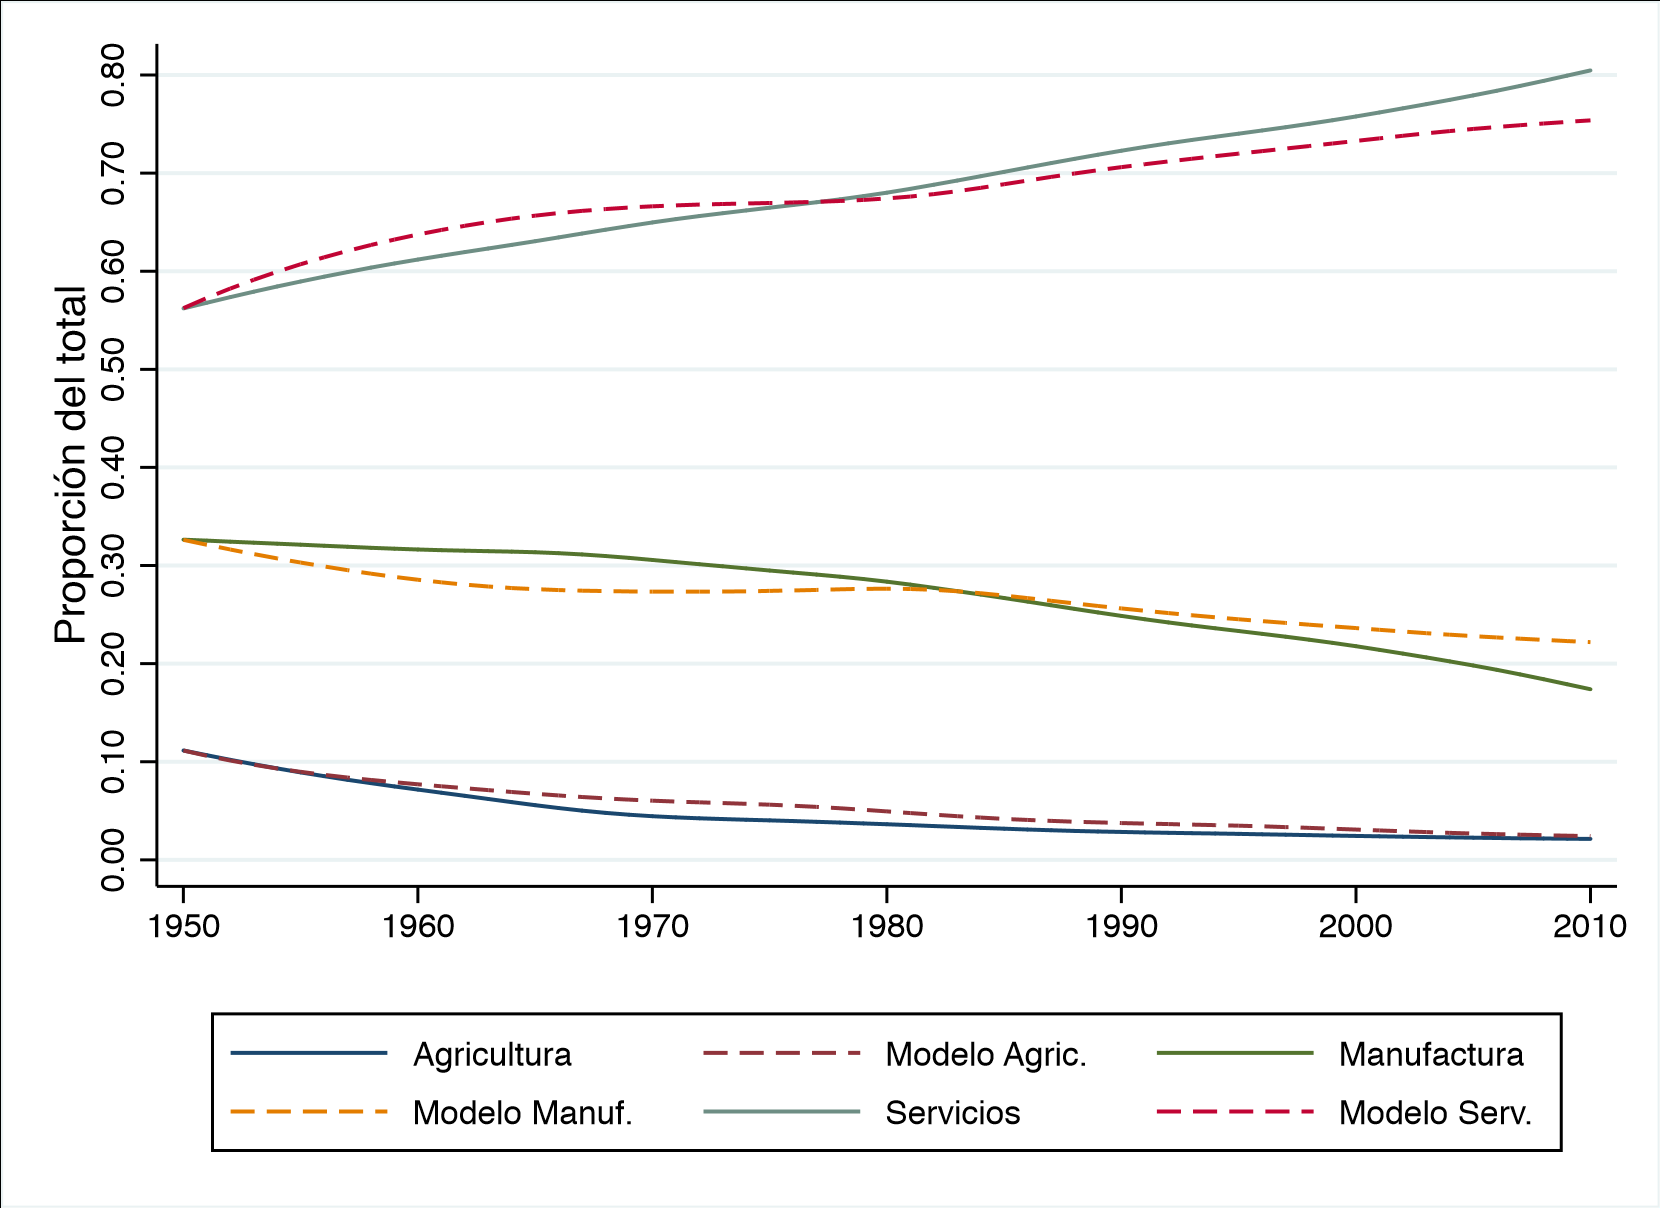 Proporción del total
0.80
0.70
0.60
0.50
0.40
0.30
0.20
0.10
0.00
1950 1960 1970 1980 1990 2000 2010
Agricultura Modelo Agric. Manufactura
Modelo Manuf. Servicios Modelo Serv.